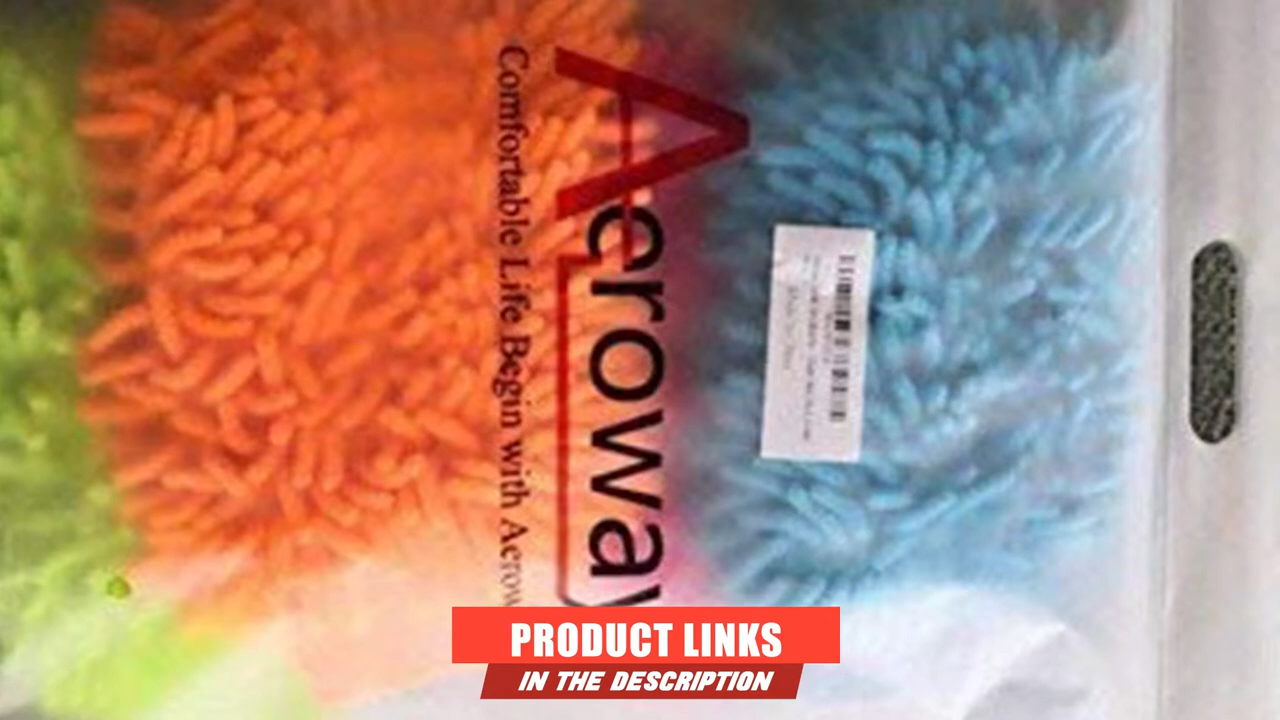 Aeroway
Comfortable Life Begin with Aerow
PRODUCT LINKS
IN THE DESCRIPTION